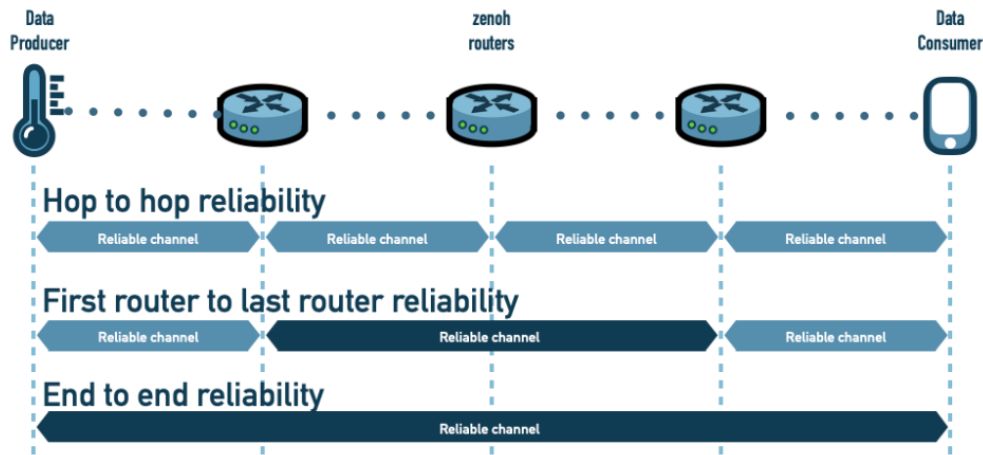 Data
Producer
zenoh
routers
Data
Consumer
Hop to hop reliability
Reliable channel
Reliable channel
Reliable channel
Reliable channel
First router to last router reliability
Reliable channel
Reliable channel
Reliable channel
End to end reliability
Reliable channel